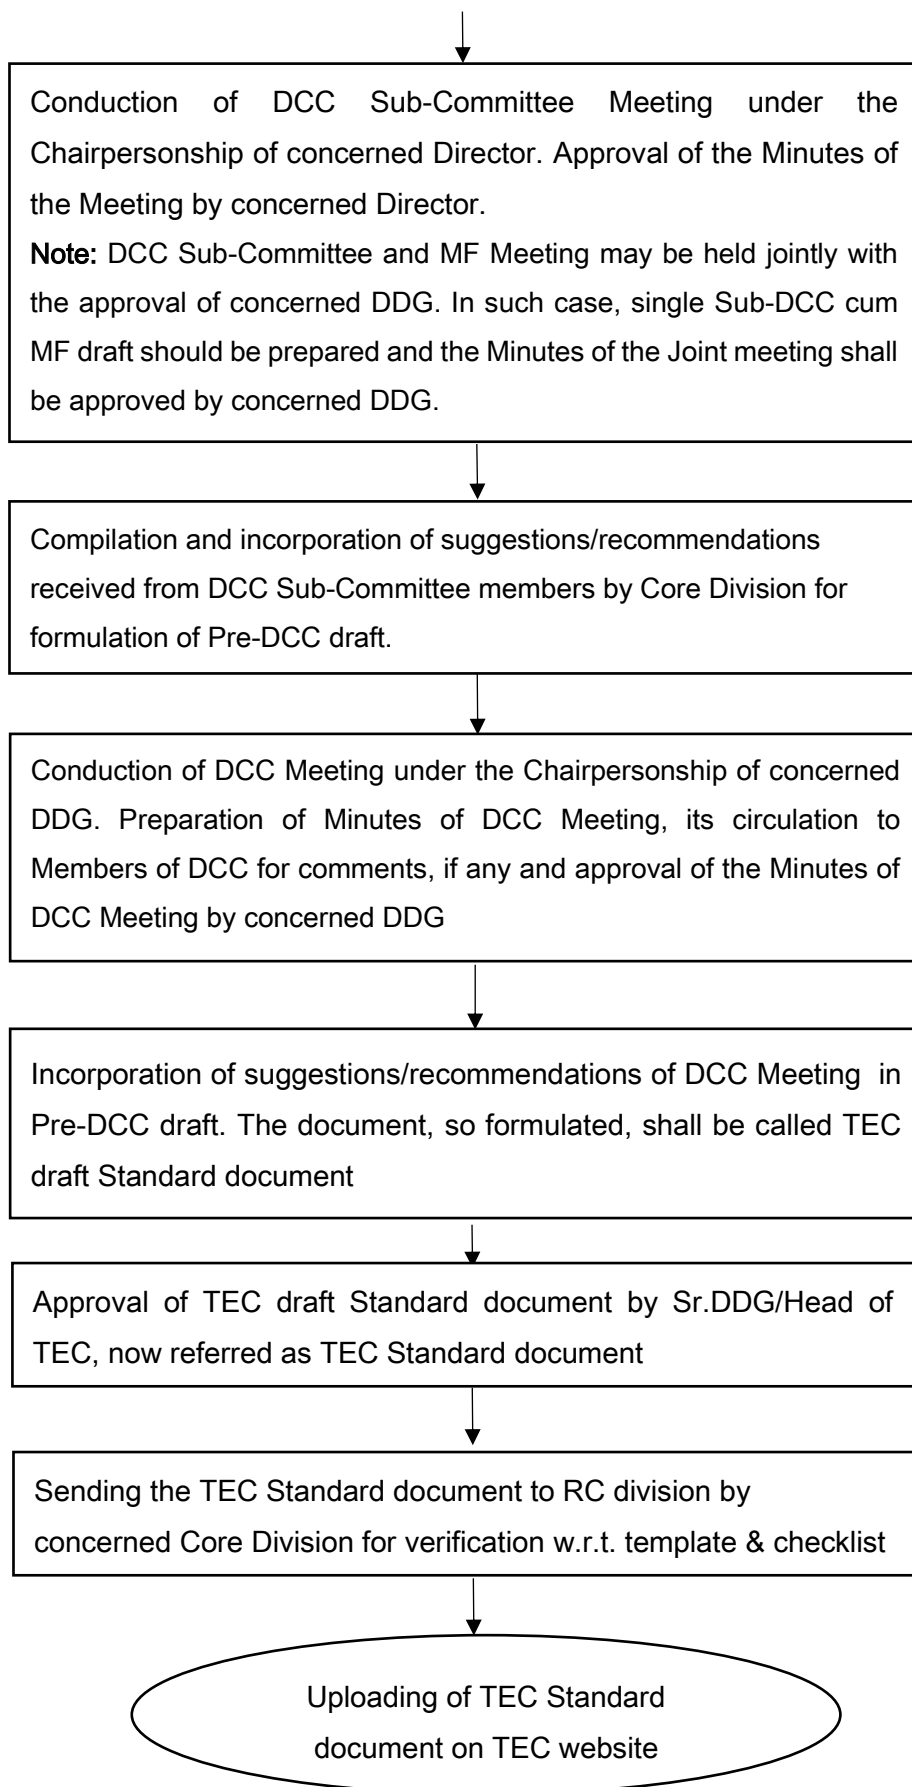 Conduction of DCC Sub-Committee Meeting under the
Chairpersonship of concerned Director. Approval of the Minutes of
the Meeting by concerned Director.
Note: DCC Sub-Committee and MF Meeting may be held jointly with
the approval of concerned DDG. In such case, single Sub-DCC cum
MF draft should be prepared and the Minutes of the Joint meeting shall
be approved by concerned DDG.
Compilation and incorporation of suggestions/recommendations
received from DCC Sub-Committee members by Core Division for
formulation of Pre-DCC draft.
Conduction of DCC Meeting under the Chairpersonship of concerned
DDG. Preparation of Minutes of DCC Meeting, its circulation to
Members of DCC for comments, if any and approval of the Minutes of
DCC Meeting by concerned DDG
Incorporation of suggestions/recommendations of DCC Meeting in
Pre-DCC draft. The document, so formulated, shall be called TEC
draft Standard document
Approval of TEC draft Standard document by Sr.DDG/Head of
TEC, now referred as TEC Standard document
Sending the TEC Standard document to RC division by
concerned Core Division for verification w.r.t. template & checklist
Uploading of TEC Standard
document on TEC website